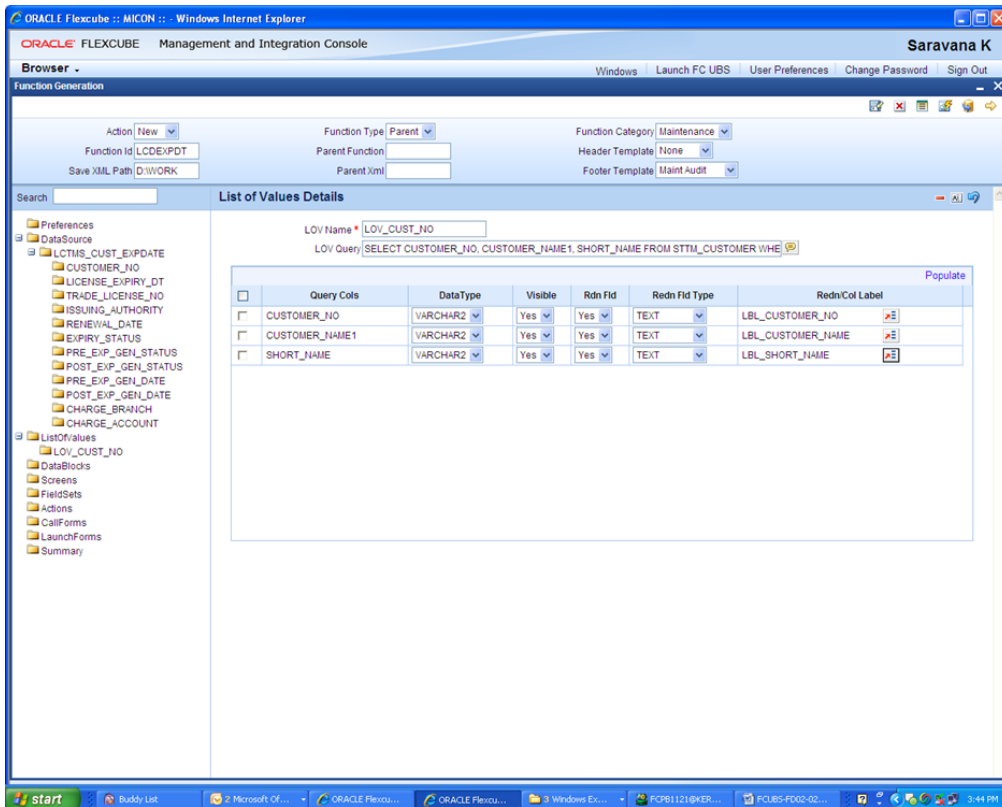 ORACLE Flexcube :: MICON :: - Windows Internet Explorer
ORACLE FLEXCUBE Management and Integration Console Saravana K
Browser Windows Launch FC UBS User Preferences Change Password Sign Out
Function Generation
Action New Function Type Parent Function Category Maintenance
Function Id LCDEXPDT Parent Function Header Template None
Save XML Path D:\WORK Parent Xml Footer Template Maint Audit
Search
Preferences
DataSource
LCTMS_CUST_EXPDATE
CUSTOMER_NO
LICENSE_EXPIRY_DT
TRADE_LICENSE_NO
ISSUING_AUTHORITY
RENEWAL_DATE
EXPIRY_STATUS
PRE_EXP_GEN_STATUS
POST_EXP_GEN_STATUS
PRE_EXP_GEN_DATE
POST_EXP_GEN_DATE
CHARGE_BRANCH
CHARGE_ACCOUNT
ListOfValues
LOV_CUST_NO
DataBlocks
Screens
FieldSets
Actions
CallForms
LaunchForms
Summary
List of Values Details
LOV Name * LOV_CUST_NO
LOV Query SELECT CUSTOMER_NO, CUSTOMER_NAME1, SHORT_NAME FROM STTM_CUSTOMER WHE
Populate
Query Cols DataType Visible Rdn Fld Redn Fld Type Redn/Col Label
CUSTOMER_NO VARCHAR2 Yes Yes TEXT LBL_CUSTOMER_NO
CUSTOMER_NAME1 VARCHAR2 Yes Yes TEXT LBL_CUSTOMER_NAME
SHORT_NAME VARCHAR2 Yes Yes TEXT LBL_SHORT_NAME
start Buddy List 2 Microsoft Of... ORACLE Flexcu... ORACLE Flexcu... 3 Windows Ex... FCPB1121@KER... FCUBS-FD02-02... 3:44 PM